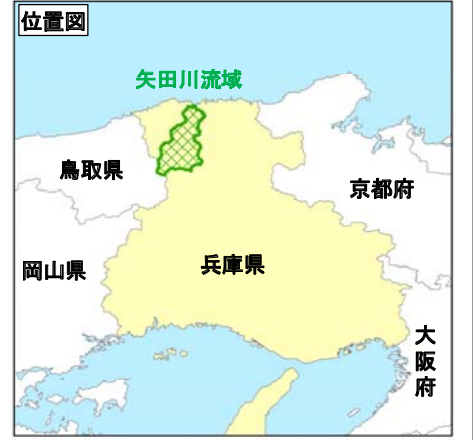 位置図
矢田川流域
鳥取県
京都府
兵庫県
岡山県
大阪府